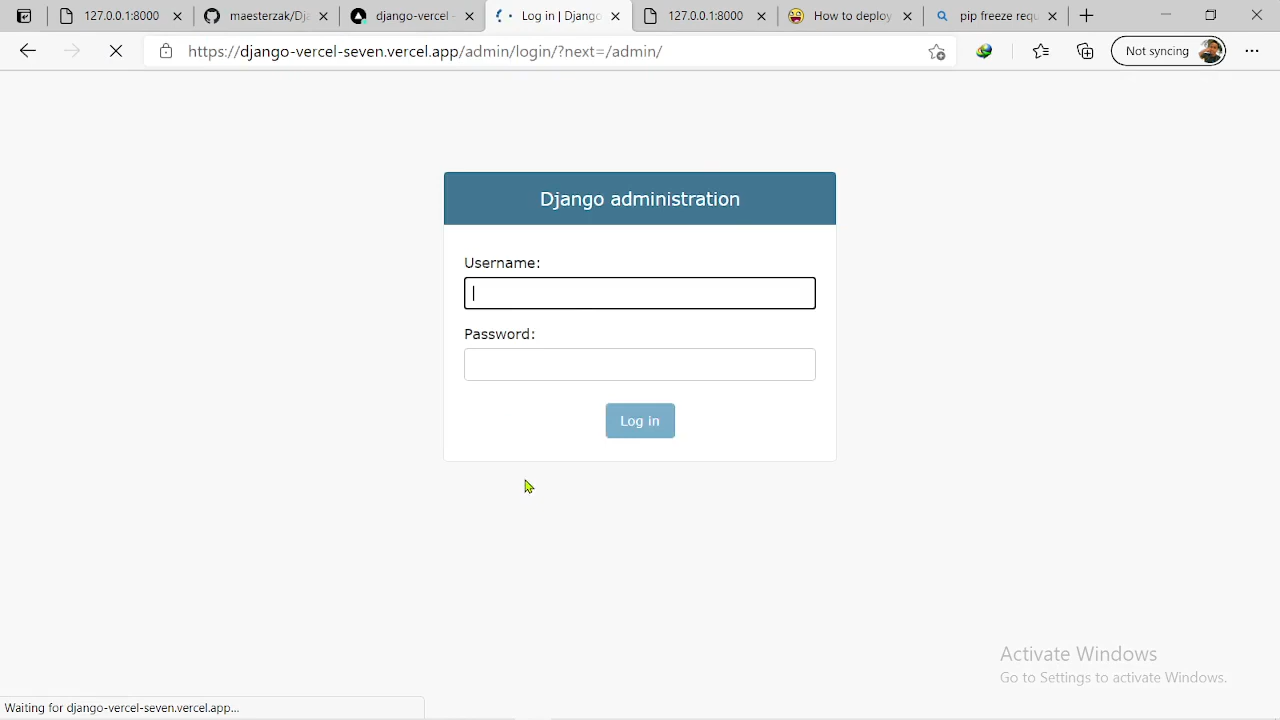 127.0.0.1:8000
maesterzak/Dja
django-vercel -
Log in | Django
127.0.0.1:8000
How to deploy
pip freeze requ
https://django-vercel-seven.vercel.app/admin/login/?next=/admin/
Not syncing
Django administration
Username:
Password:
Log in
Activate Windows
Go to Settings to activate Windows.
Waiting for django-vercel-seven.vercel.app...